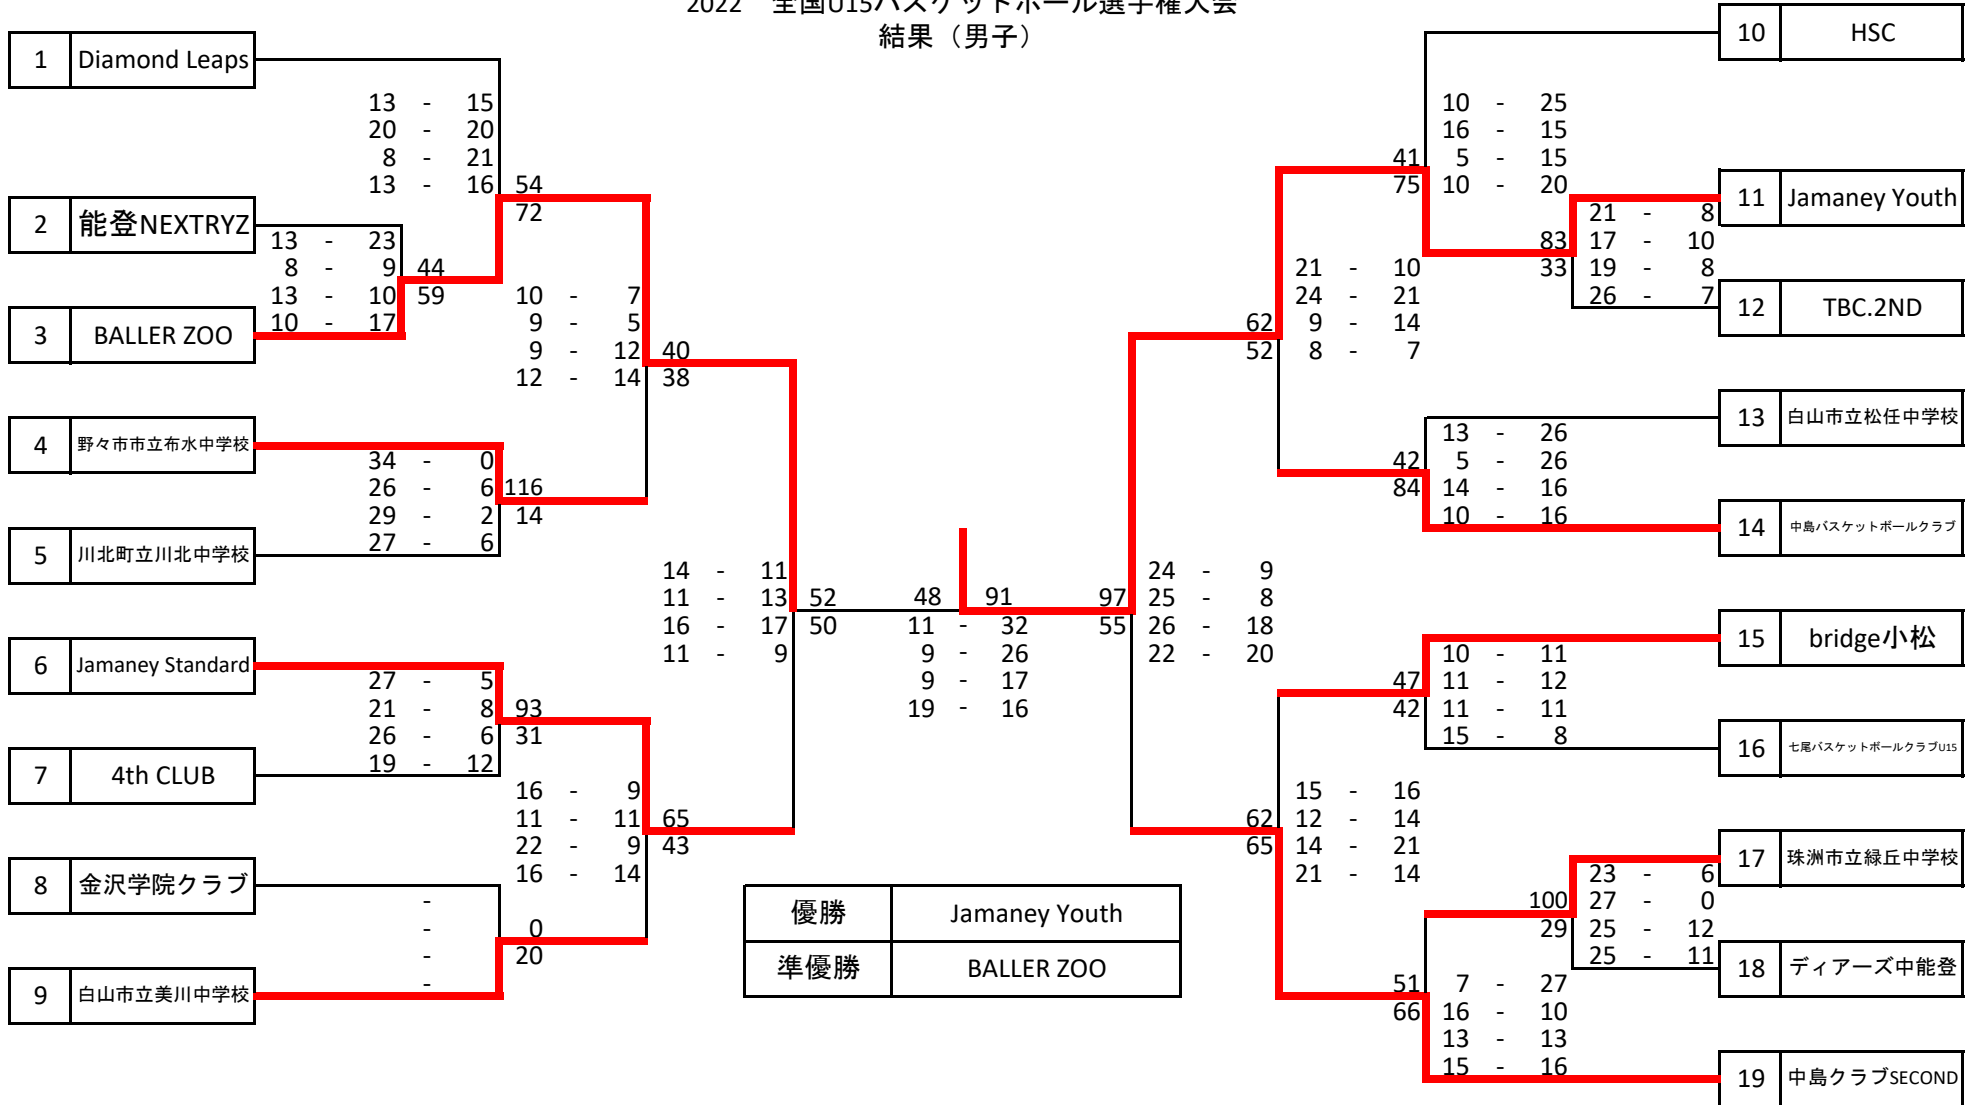 2022　全国U15バスケットボール選手権大会
結果（男子）
1 Diamond Leaps
13 - 15
20 - 20
8 - 21
13 - 16
54
72
2 能登NEXTRYZ
13 - 23
8 - 9
13 - 10
10 - 17
44
59
3 BALLER ZOO
10 - 7
9 - 5
9 - 12
12 - 14
40
38
4 野々市市立布水中学校
34 - 0
26 - 6
29 - 2
27 - 6
116
14
5 川北町立川北中学校
14 - 11
11 - 13
16 - 17
11 - 9
52
50
6 Jamaney Standard
27 - 5
21 - 8
26 - 6
19 - 12
93
31
7 4th CLUB
16 - 9
11 - 11
22 - 9
16 - 14
65
43
8 金沢学院クラブ
-
-
-
-
0
20
9 白山市立美川中学校
48 91
11 - 32
9 - 26
9 - 17
19 - 16
優勝 Jamaney Youth
準優勝 BALLER ZOO
10 HSC
10 - 25
16 - 15
5 - 15
10 - 20
41
75
11 Jamaney Youth
21 - 8
17 - 10
19 - 8
26 - 7
83
33
12 TBC.2ND
21 - 10
24 - 21
9 - 14
8 - 7
62
52
13 白山市立松任中学校
13 - 26
5 - 26
14 - 16
10 - 16
42
84
14 中島バスケットボールクラブ
24 - 9
25 - 8
26 - 18
22 - 20
97
55
15 bridge小松
10 - 11
11 - 12
11 - 11
15 - 8
47
42
16 七尾バスケットボールクラブU15
15 - 16
12 - 14
14 - 21
21 - 14
62
65
17 珠洲市立緑丘中学校
23 - 6
27 - 0
25 - 12
25 - 11
100
29
18 ディアーズ中能登
7 - 27
16 - 10
13 - 13
15 - 16
51
66
19 中島クラブSECOND